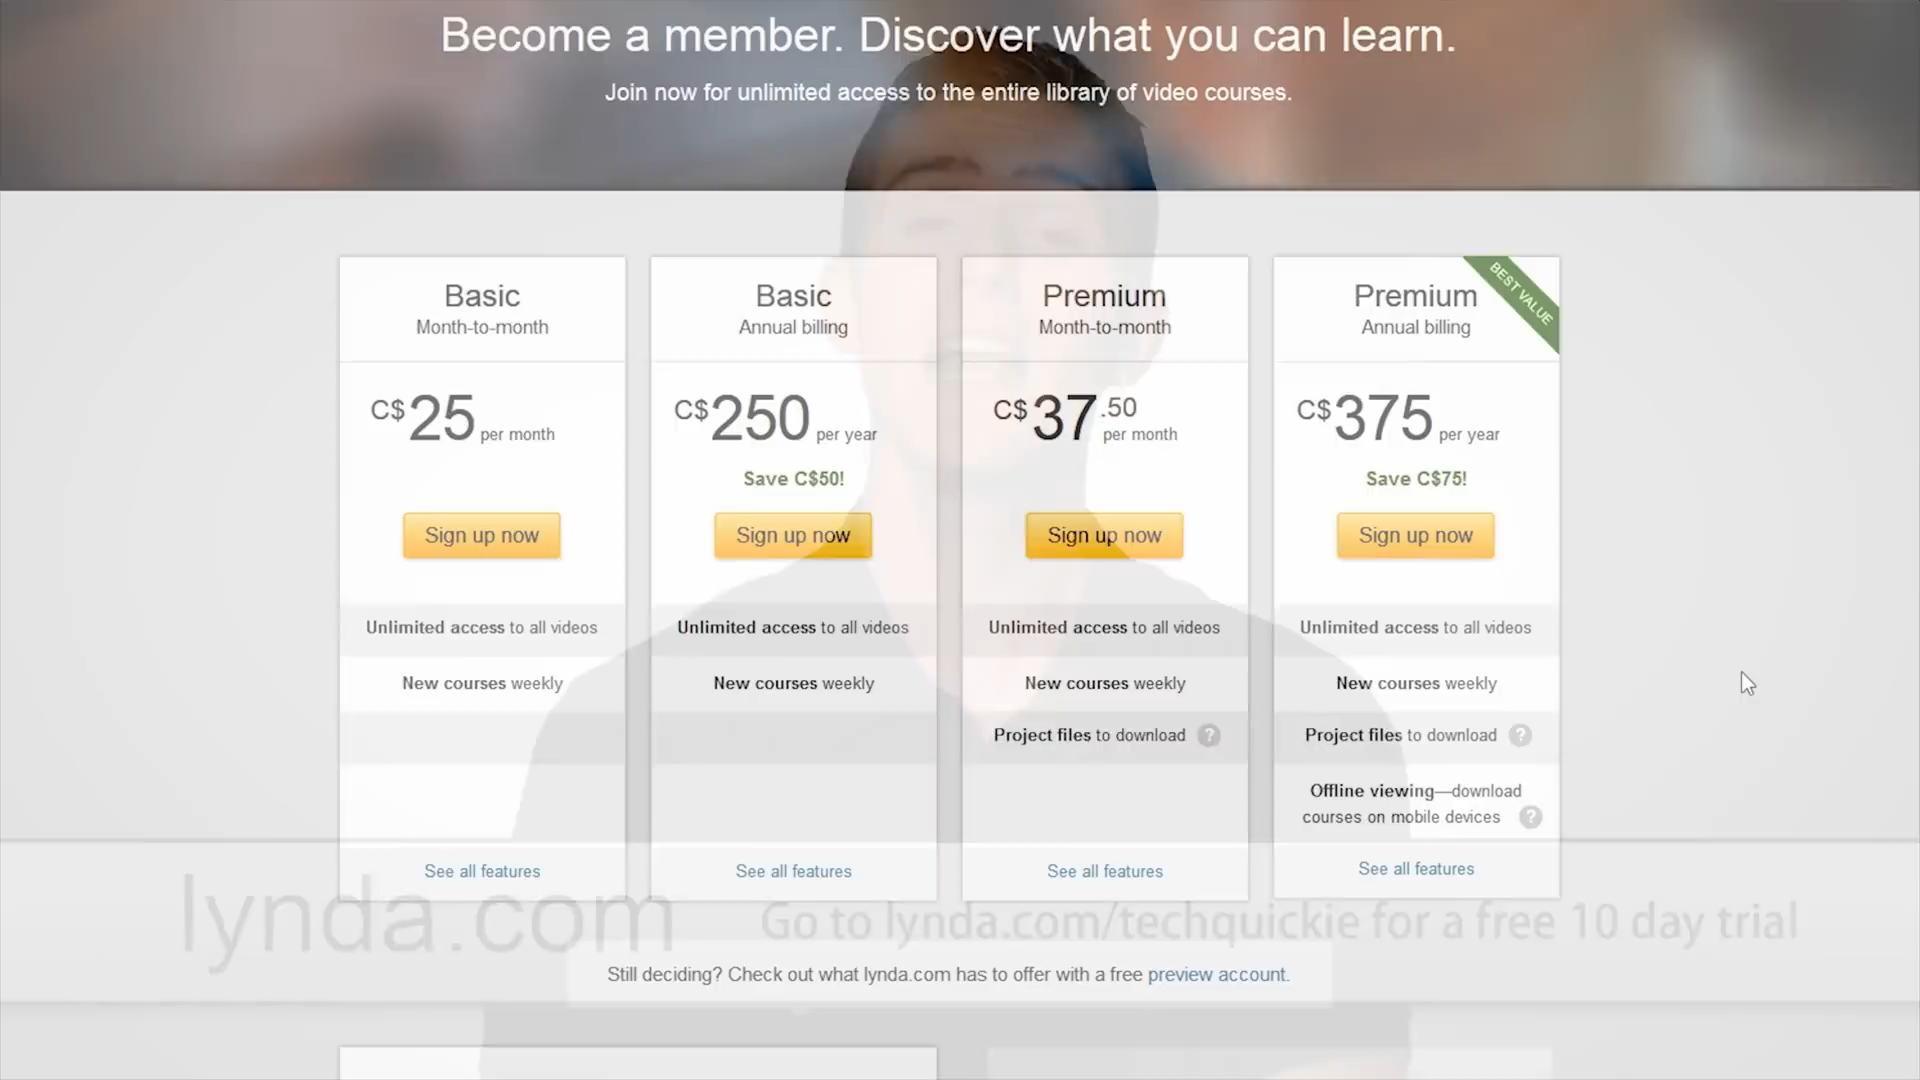 Become a member. Discover what you can learn.
Join now for unlimited access to the entire library of video courses.
Basic
Month-to-month
C$25 per month
Sign up now
Unlimited access to all videos
New courses weekly
See all features
Basic
Annual billing
C$250 per year
Save C$50!
Sign up now
Unlimited access to all videos
New courses weekly
See all features
Premium
Month-to-month
C$37.50 per month
Sign up now
Unlimited access to all videos
New courses weekly
Project files to download ?
See all features
BEST VALUE
Premium
Annual billing
C$375 per year
Save C$75!
Sign up now
Unlimited access to all videos
New courses weekly
Project files to download ?
Offline viewing—download
courses on mobile devices ?
See all features
lynda.com
Go to lynda.com/techquickie for a free 10 day trial
Still deciding? Check out what lynda.com has to offer with a free preview account.